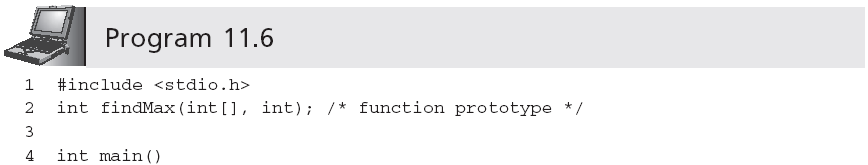 Program 11.6
1 #include <stdio.h>
2 int findMax(int[], int); /* function prototype */
3
4 int main()